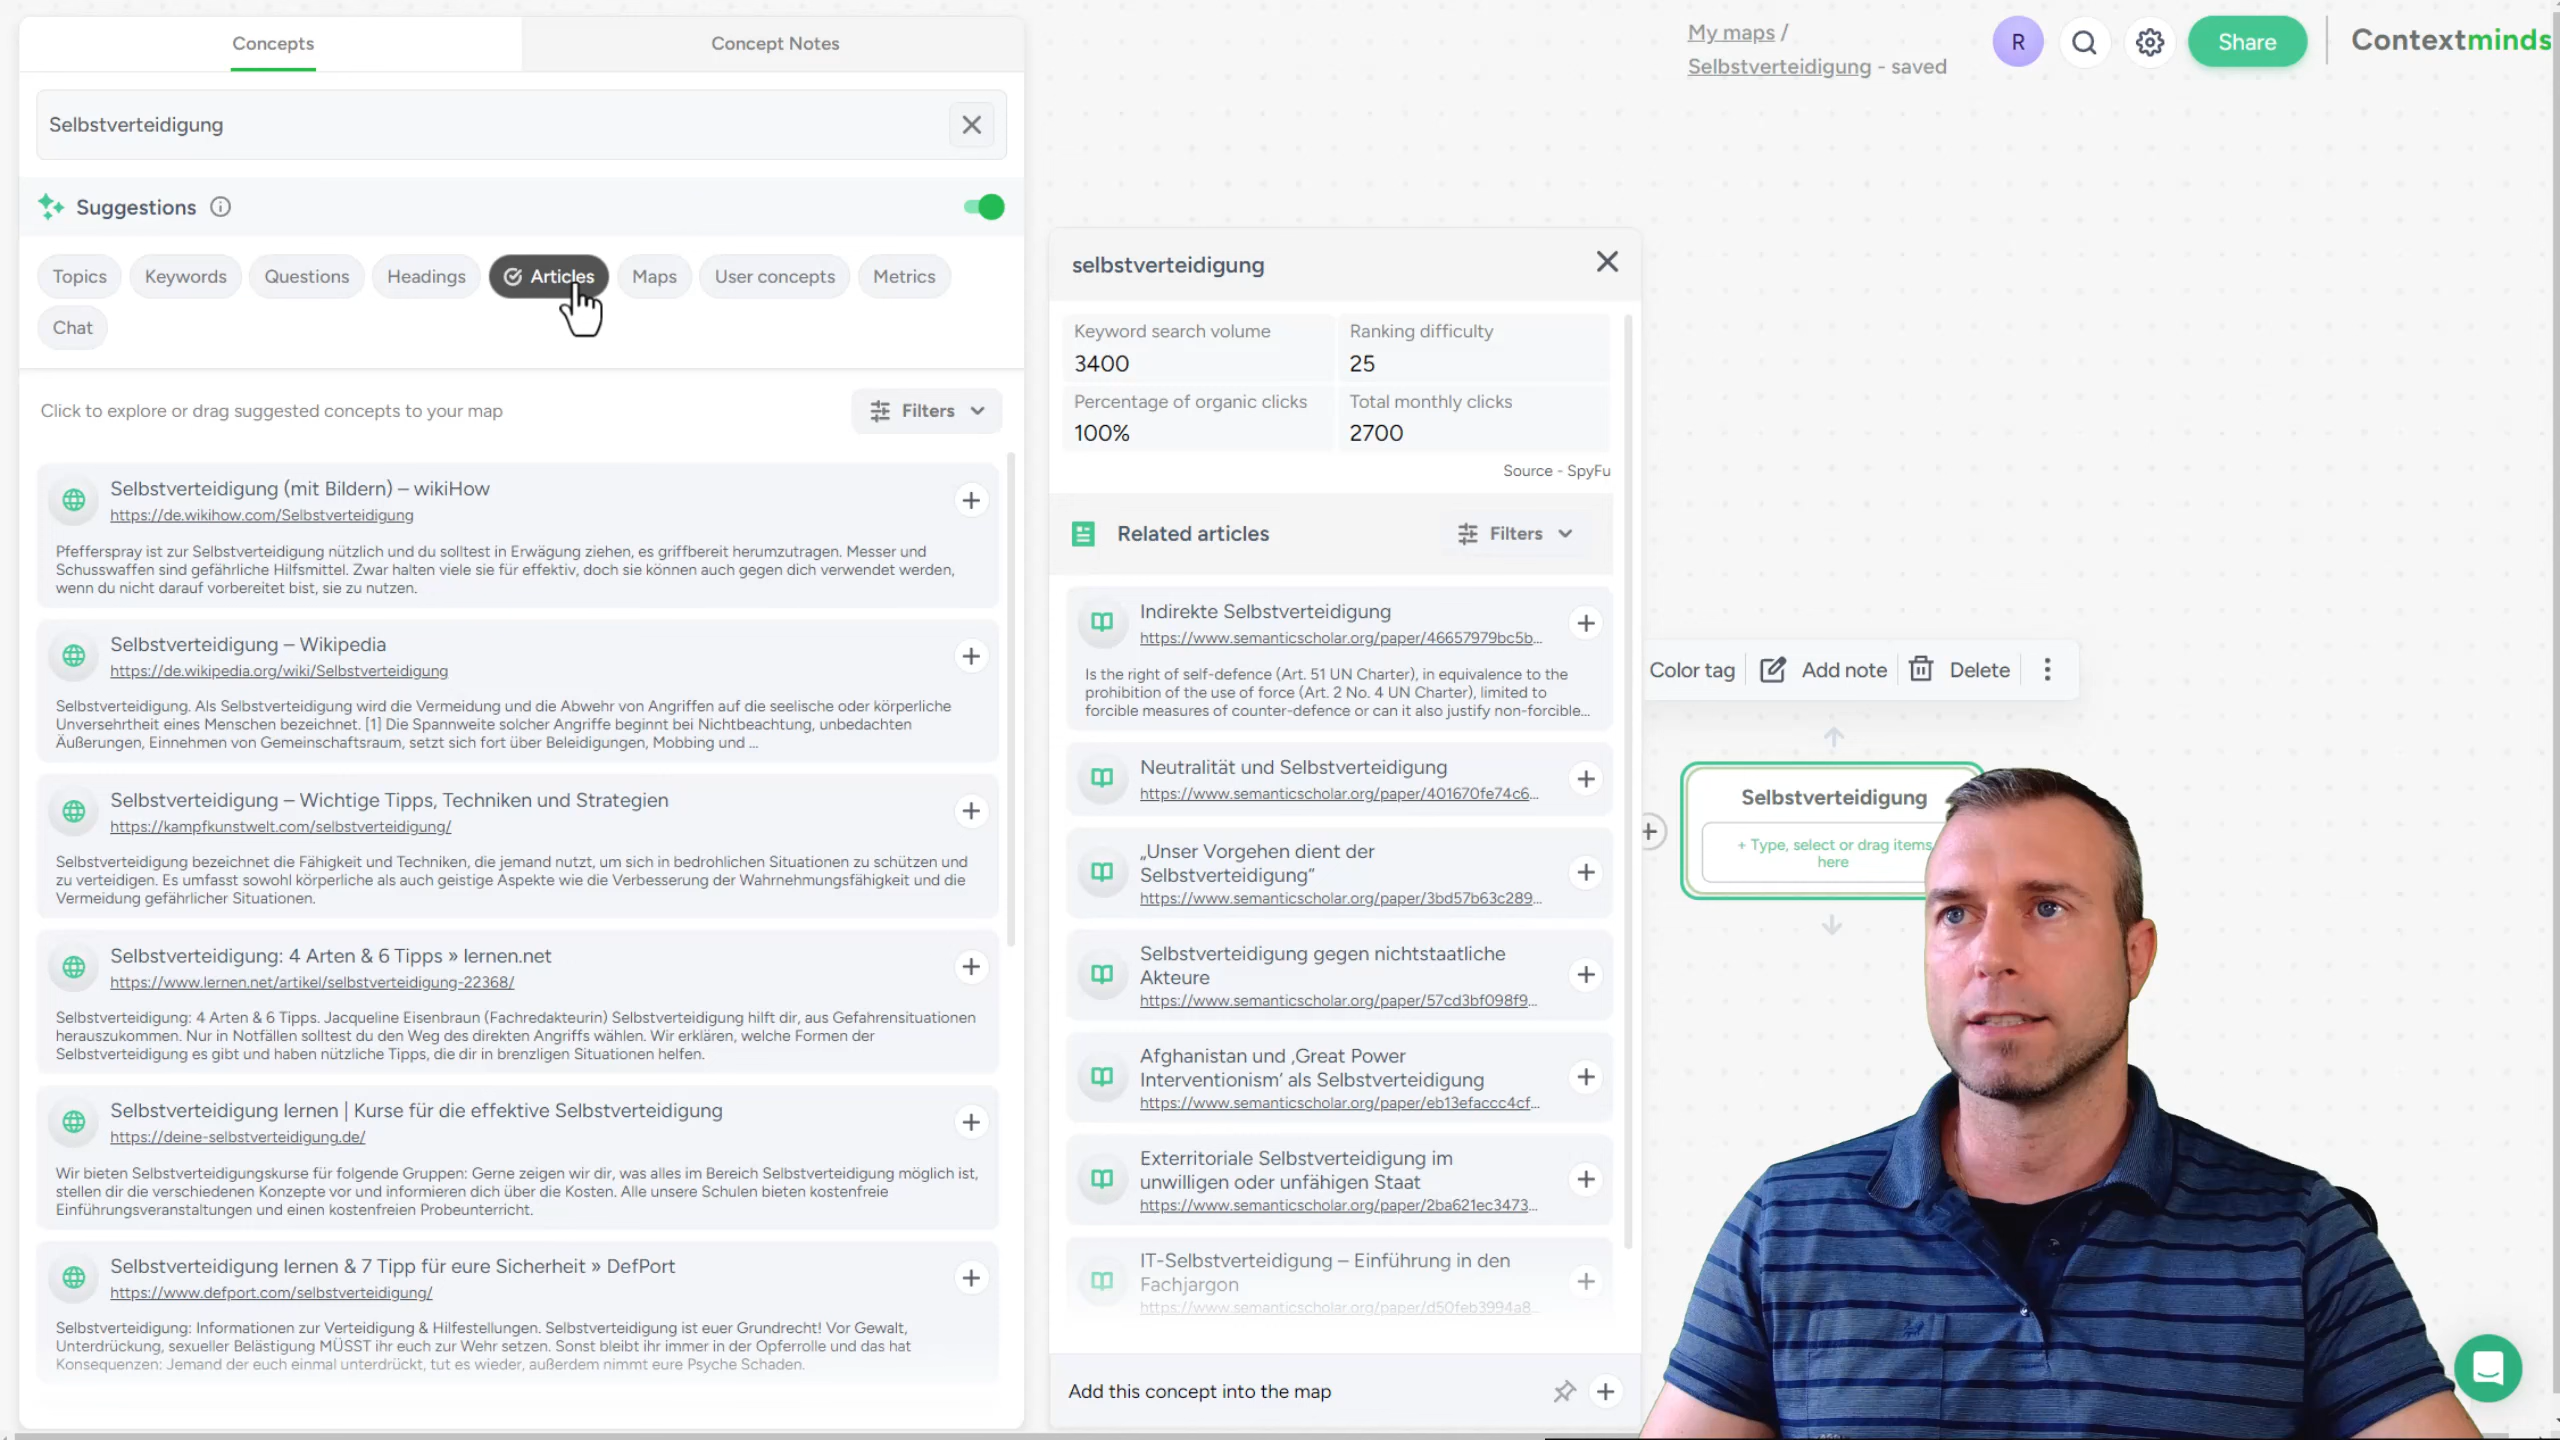 Concepts
Concept Notes
Selbstverteidigung
Suggestions
Topics
Keywords
Questions
Headings
Articles
Maps
User concepts
Metrics
Chat
Click to explore or drag suggested concepts to your map
Filters
Selbstverteidigung (mit Bildern) – wikiHow
https://de.wikihow.com/Selbstverteidigung
Pfefferspray ist zur Selbstverteidigung nützlich und du solltest in Erwägung ziehen, es griffbereit herumzutragen. Messer und
Schusswaffen sind gefährliche Hilfsmittel. Zwar halten viele sie für effektiv, doch sie können auch gegen dich verwendet werden,
wenn du nicht darauf vorbereitet bist, sie zu nutzen.
Selbstverteidigung – Wikipedia
https://de.wikipedia.org/wiki/Selbstverteidigung
Selbstverteidigung. Als Selbstverteidigung wird die Vermeidung und die Abwehr von Angriffen auf die seelische oder körperliche
Unversehrtheit eines Menschen bezeichnet. [1] Die Spannweite solcher Angriffe beginnt bei Nichtbeachtung, unbedachten
Äußerungen, Einnehmen von Gemeinschaftsraum, setzt sich fort über Beleidigungen, Mobbing und ...
Selbstverteidigung – Wichtige Tipps, Techniken und Strategien
https://kampfkunstwelt.com/selbstverteidigung/
Selbstverteidigung bezeichnet die Fähigkeit und Techniken, die jemand nutzt, um sich in bedrohlichen Situationen zu schützen und
zu verteidigen. Es umfasst sowohl körperliche als auch geistige Aspekte wie die Verbesserung der Wahrnehmungsfähigkeit und die
Vermeidung gefährlicher Situationen.
Selbstverteidigung: 4 Arten & 6 Tipps » lernen.net
https://www.lernen.net/artikel/selbstverteidigung-22368/
Selbstverteidigung: 4 Arten & 6 Tipps. Jacqueline Eisenbraun (Fachredakteurin) Selbstverteidigung hilft dir, aus Gefahrensituationen
herauszukommen. Nur in Notfällen solltest du den Weg des direkten Angriffs wählen. Wir erklären, welche Formen der
Selbstverteidigung es gibt und haben nützliche Tipps, die dir in brenzligen Situationen helfen.
Selbstverteidigung lernen | Kurse für die effektive Selbstverteidigung
https://deine-selbstverteidigung.de/
Wir bieten Selbstverteidigungskurse für folgende Gruppen: Gerne zeigen wir dir, was alles im Bereich Selbstverteidigung möglich ist,
stellen dir die verschiedenen Konzepte vor und informieren dich über die Kosten. Alle unsere Schulen bieten kostenfreie
Einführungsveranstaltungen und einen kostenfreien Probeunterricht.
Selbstverteidigung lernen & 7 Tipp für eure Sicherheit » DefPort
https://www.defport.com/selbstverteidigung/
Selbstverteidigung: Informationen zur Verteidigung & Hilfestellungen. Selbstverteidigung ist euer Grundrecht! Vor Gewalt,
Unterdrückung, sexueller Belästigung MÜSST ihr euch zur Wehr setzen. Sonst bleibt ihr immer in der Opferrolle und das hat
Konsequenzen: Jemand der euch einmal unterdrückt, tut es wieder, außerdem nimmt eure Psyche Schaden.
selbstverteidigung
Keyword search volume
3400
Ranking difficulty
25
Percentage of organic clicks
100%
Total monthly clicks
2700
Source - SpyFu
Related articles
Filters
Indirekte Selbstverteidigung
https://www.semanticscholar.org/paper/46657979bc5b...
Is the right of self-defence (Art. 51 UN Charter), in equivalence to the
prohibition of the use of force (Art. 2 No. 4 UN Charter), limited to
forcible measures of counter-defence or can it also justify non-forcible...
Neutralität und Selbstverteidigung
https://www.semanticscholar.org/paper/401670fe74c6...
„Unser Vorgehen dient der
Selbstverteidigung“
https://www.semanticscholar.org/paper/3bd57b63c289...
Selbstverteidigung gegen nichtstaatliche
Akteure
https://www.semanticscholar.org/paper/57cd3bf098f9...
Afghanistan und ‚Great Power
Interventionism‘ als Selbstverteidigung
https://www.semanticscholar.org/paper/eb13efaccc4cf...
Exterritoriale Selbstverteidigung im
unwilligen oder unfähigen Staat
https://www.semanticscholar.org/paper/2ba621ec3473...
IT-Selbstverteidigung – Einführung in den
Fachjargon
https://www.semanticscholar.org/paper/d50feb3994a8...
Add this concept into the map
My maps /
Selbstverteidigung - saved
R
Share
Contextminds
Color tag
Add note
Delete
Selbstverteidigung
+ Type, select or drag items
here